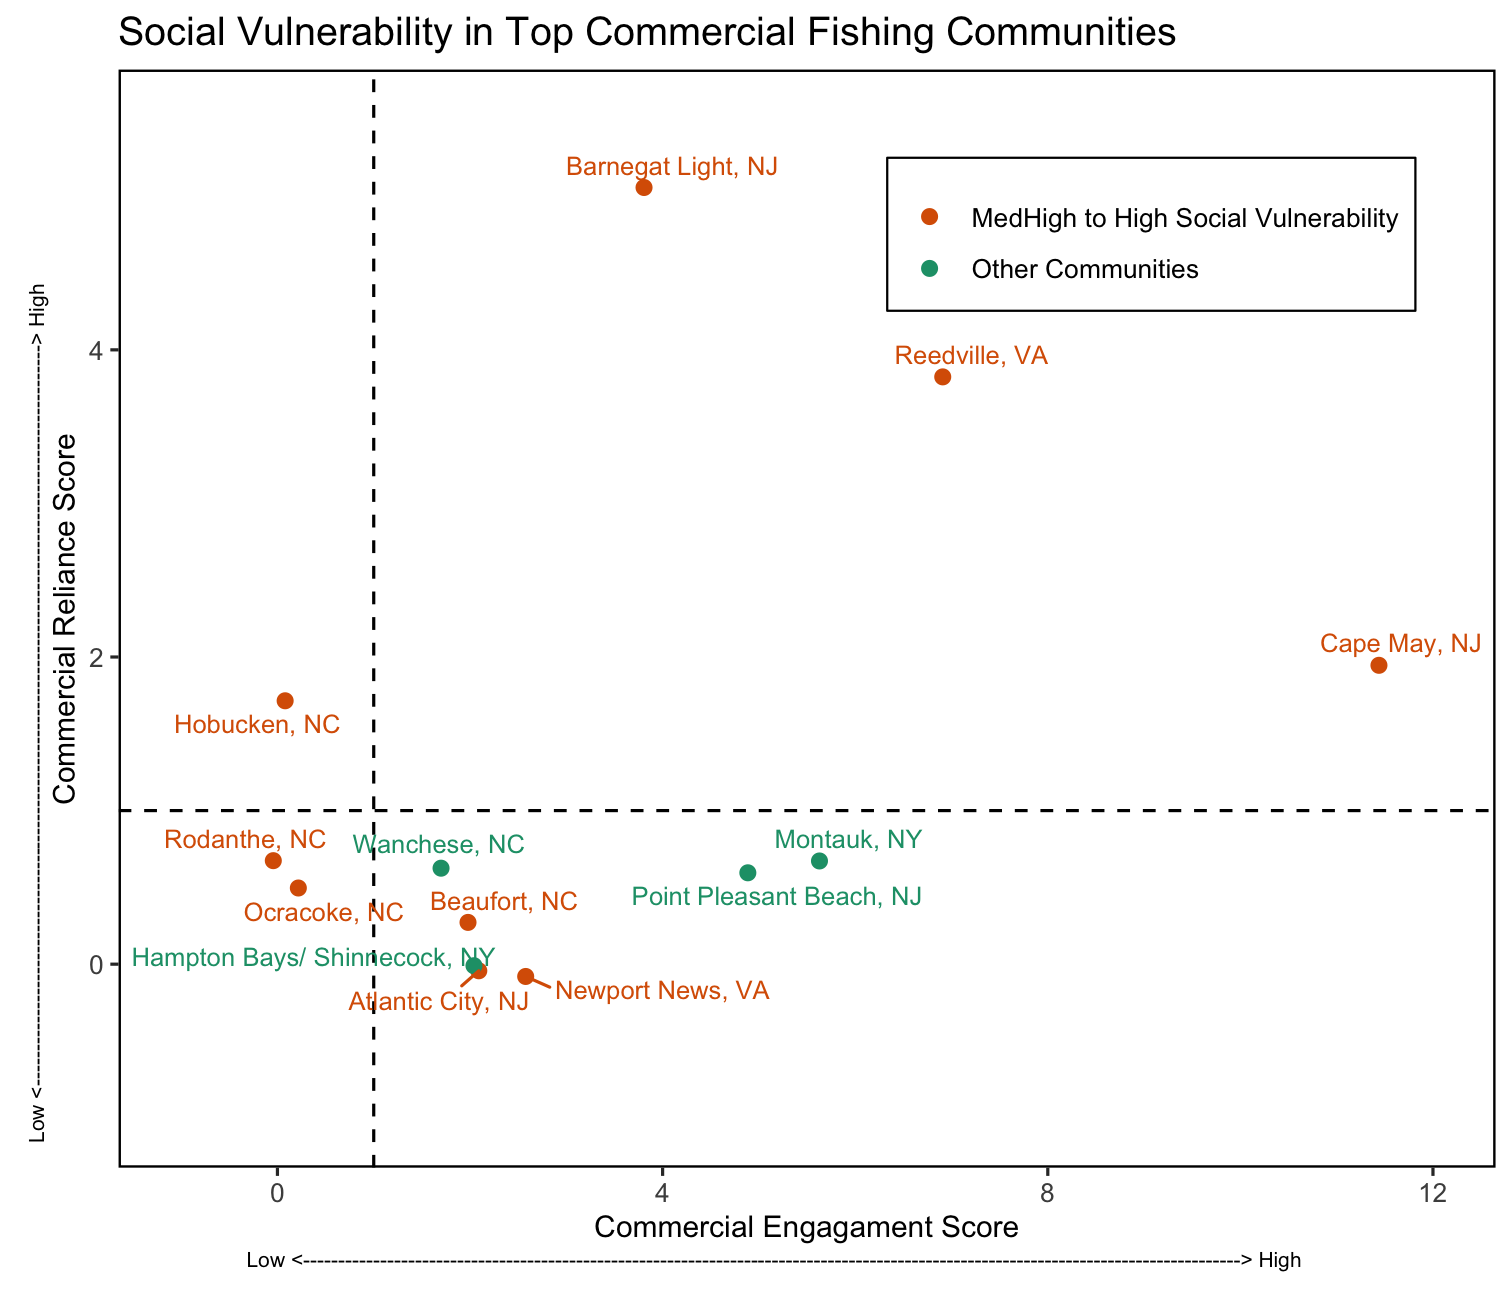 Social Vulnerability in Top Commercial Fishing Communities
Barnegat Light, NJ
MedHigh to High Social Vulnerability
Other Communities
Reedville, VA
Cape May, NJ
Hobucken, NC
Rodanthe, NC
Wanchese, NC
Montauk, NY
Ocracoke, NC
Beaufort, NC
Point Pleasant Beach, NJ
Hampton Bays/ Shinnecock, NY
Atlantic City, NJ
Newport News, VA
4
2
0
Commercial Reliance Score
Low <----------------------------------------------------------------------------------------------------> High
0 4 8 12
Commercial Engagament Score
Low <--------------------------------------------------------------------------------------------------------------------------------------> High